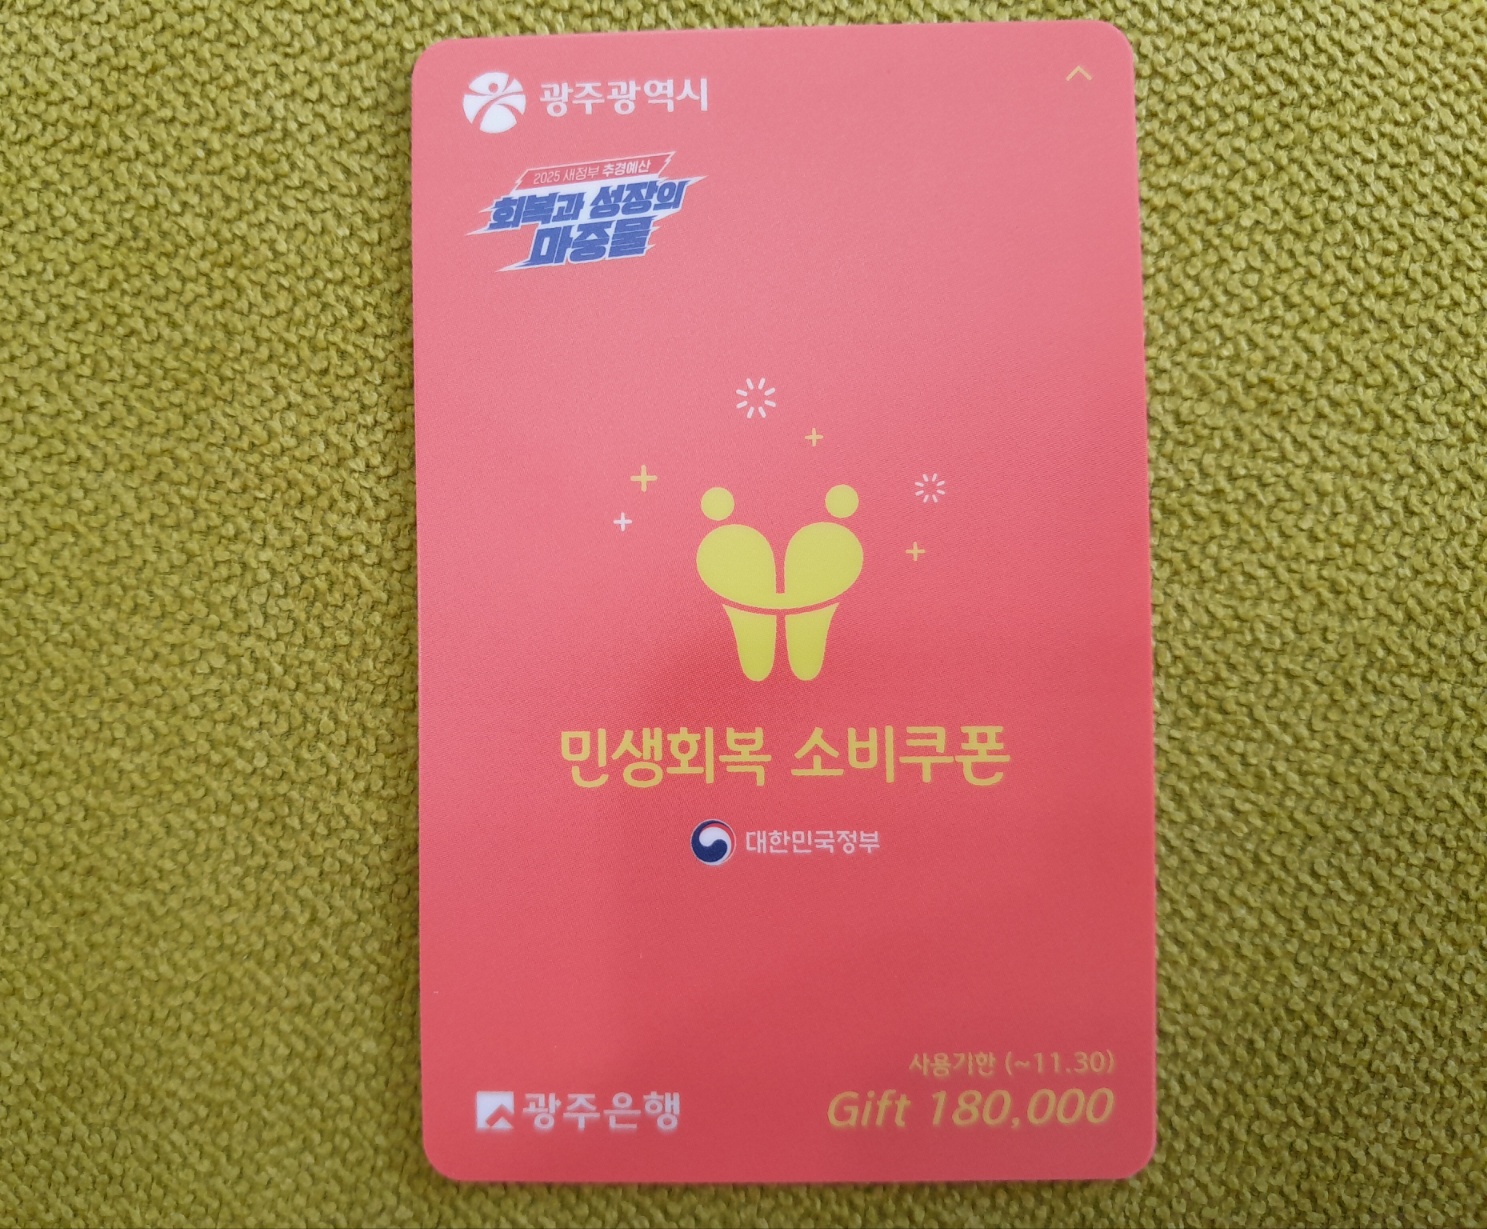 광주광역시
2025 새정부 추경예산
회복과 성장의
마중물
민생회복 소비쿠폰
대한민국정부
사용기한 (~11.30)
광주은행 Gift 180,000